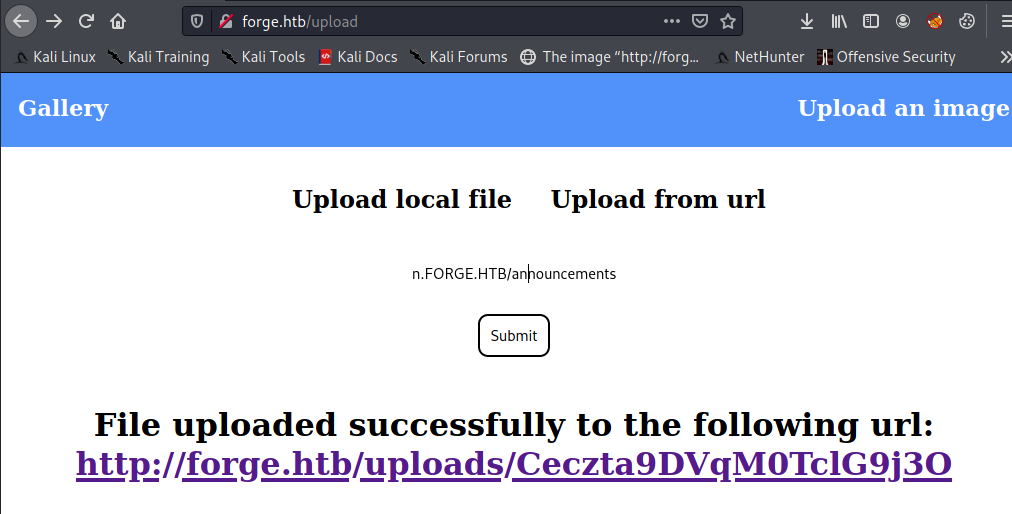 forge.htb/upload
Kali Linux Kali Training Kali Tools Kali Docs Kali Forums The image “http://forg... NetHunter Offensive Security
Gallery Upload an image
Upload local file Upload from url
n.FORGE.HTB/announcements
Submit
File uploaded successfully to the following url:
http://forge.htb/uploads/Ceczta9DVqM0TclG9j3O